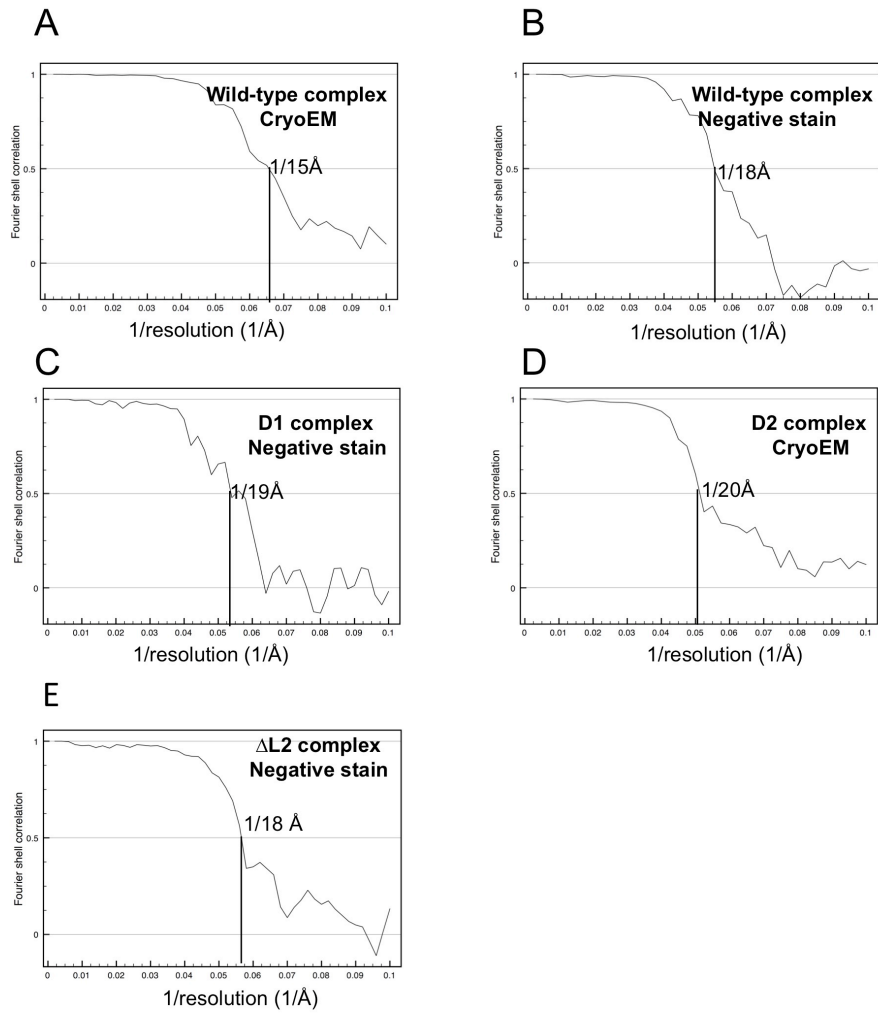 A
1
0.5
0
Fourier shell correlation
Wild-type complex
CryoEM
1/15Å
0 0.01 0.02 0.03 0.04 0.05 0.06 0.07 0.08 0.09 0.1
1/resolution (1/Å)
B
1
0.5
0
Fourier shell correlation
Wild-type complex
Negative stain
1/18Å
0 0.01 0.02 0.03 0.04 0.05 0.06 0.07 0.08 0.09 0.1
1/resolution (1/Å)
C
1
0.5
0
Fourier shell correlation
D1 complex
Negative stain
1/19Å
0 0.01 0.02 0.03 0.04 0.05 0.06 0.07 0.08 0.09 0.1
1/resolution (1/Å)
D
1
0.5
0
Fourier shell correlation
D2 complex
CryoEM
1/20Å
0 0.01 0.02 0.03 0.04 0.05 0.06 0.07 0.08 0.09 0.1
1/resolution (1/Å)
E
1
0.5
0
Fourier shell correlation
ΔL2 complex
Negative stain
1/18 Å
0 0.01 0.02 0.03 0.04 0.05 0.06 0.07 0.08 0.09 0.1
1/resolution (1/Å)